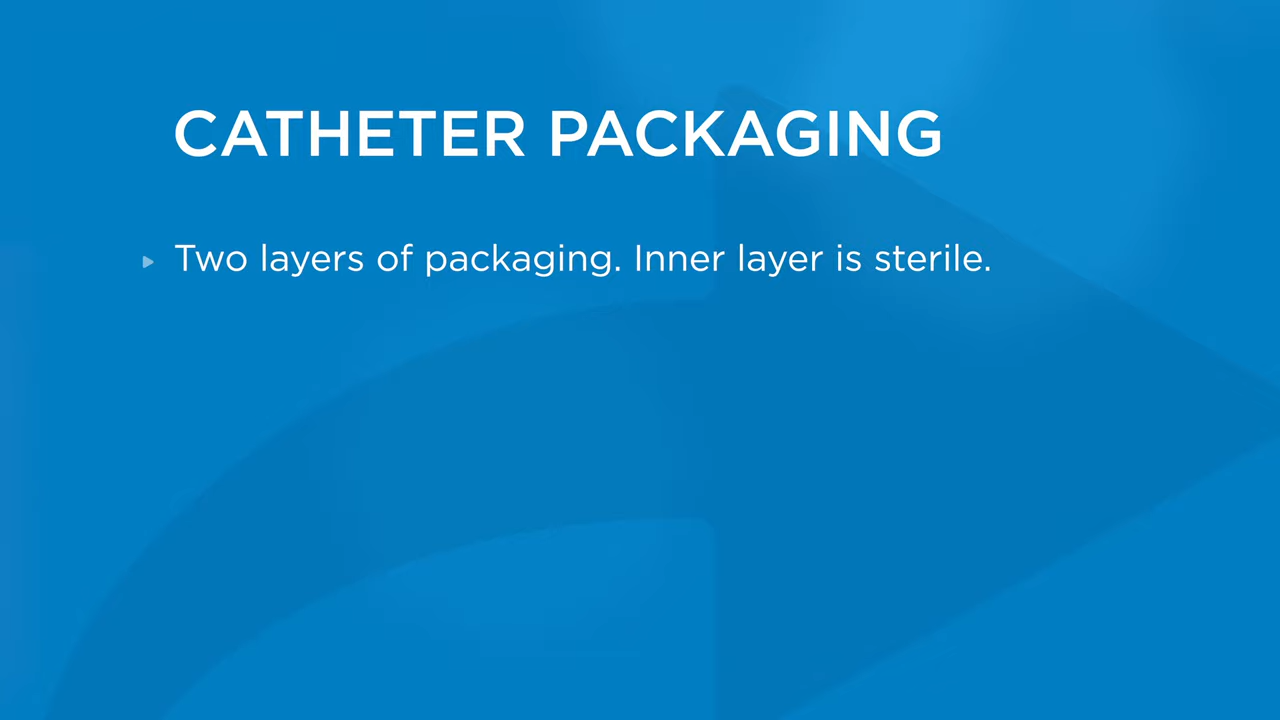 CATHETER PACKAGING
Two layers of packaging. Inner layer is sterile.